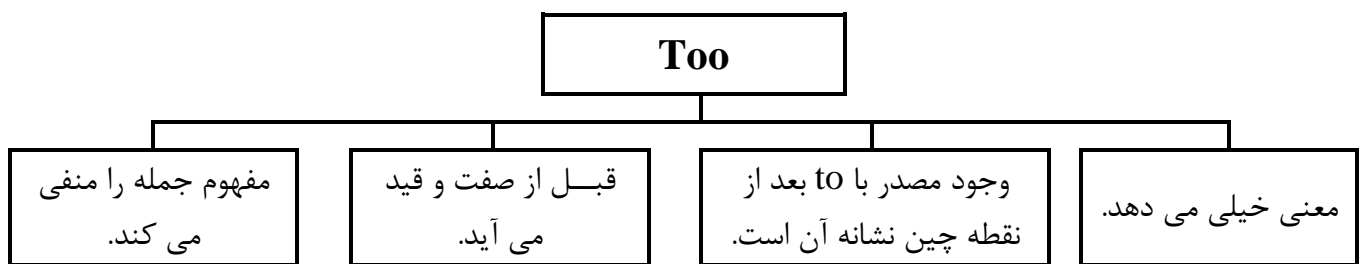 Too
معنی خیلی می دهد.
وجود مصدر با to بعد از
نقطه چین نشانه آن است.
قبــل از صفت و قید
می آید.
مفهوم جمله را منفی
می کند.